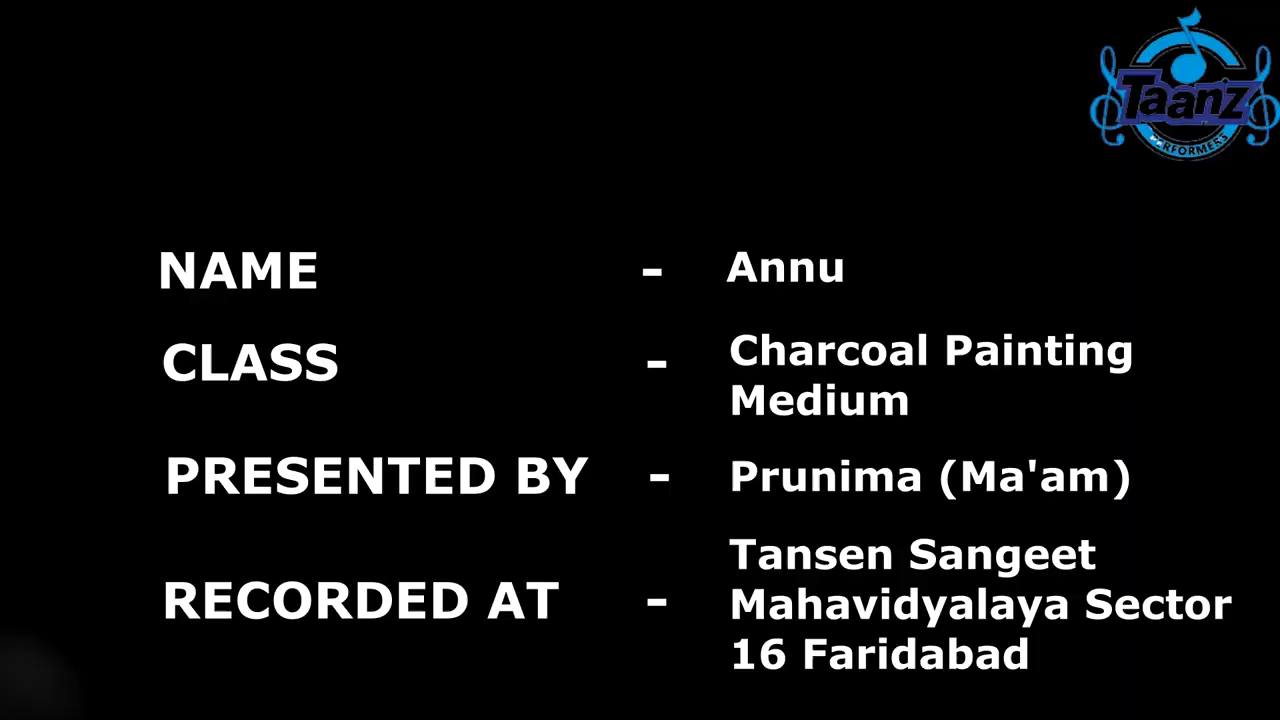 Taanz
PERFORMERS
NAME - Annu
CLASS - Charcoal Painting
Medium
PRESENTED BY - Prunima (Ma'am)
RECORDED AT - Tansen Sangeet
Mahavidyalaya Sector
16 Faridabad